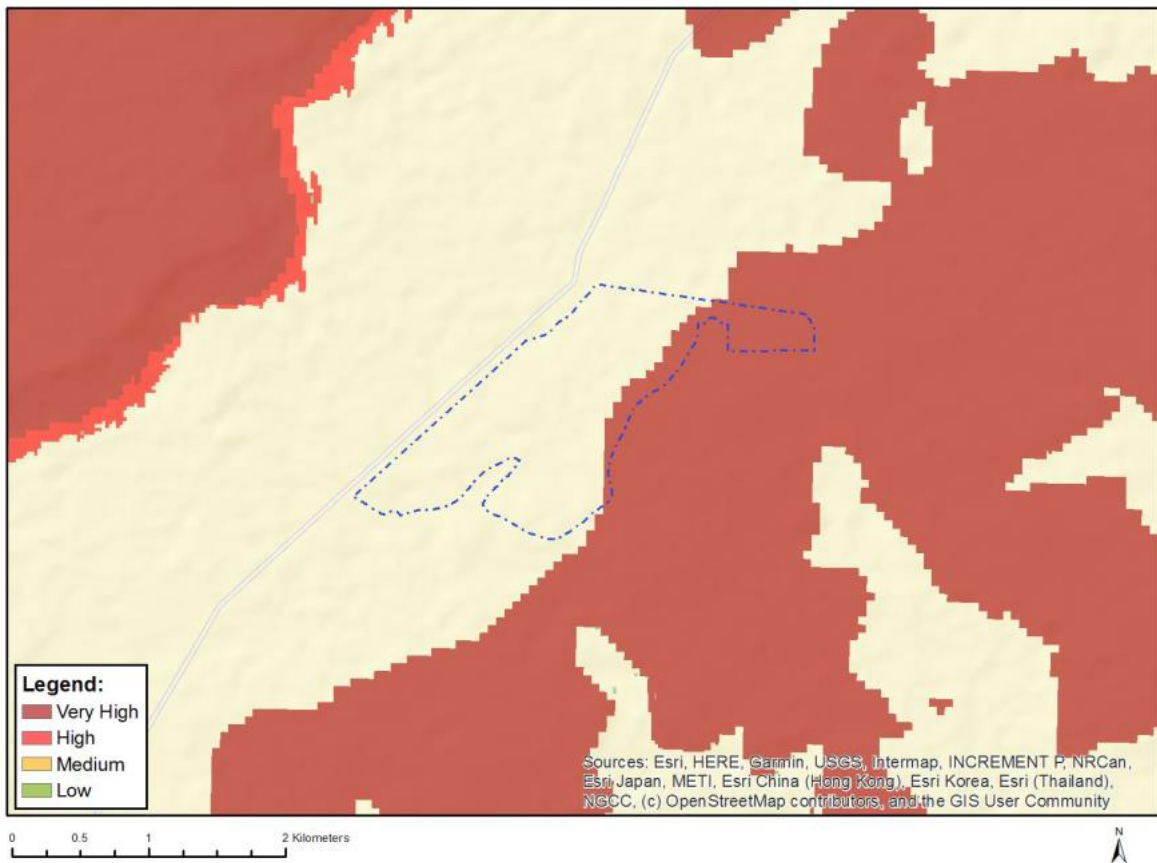 Legend:
Very High
High
Medium
Low
Sources: Esri, HERE, Garmin, USGS, Intermap, INCREMENT P, NRCan,
Esri Japan, METI, Esri China (Hong Kong), Esri Korea, Esri (Thailand),
NGCC, (c) OpenStreetMap contributors, and the GIS User Community
0 0.5 1 2 Kilometers
N